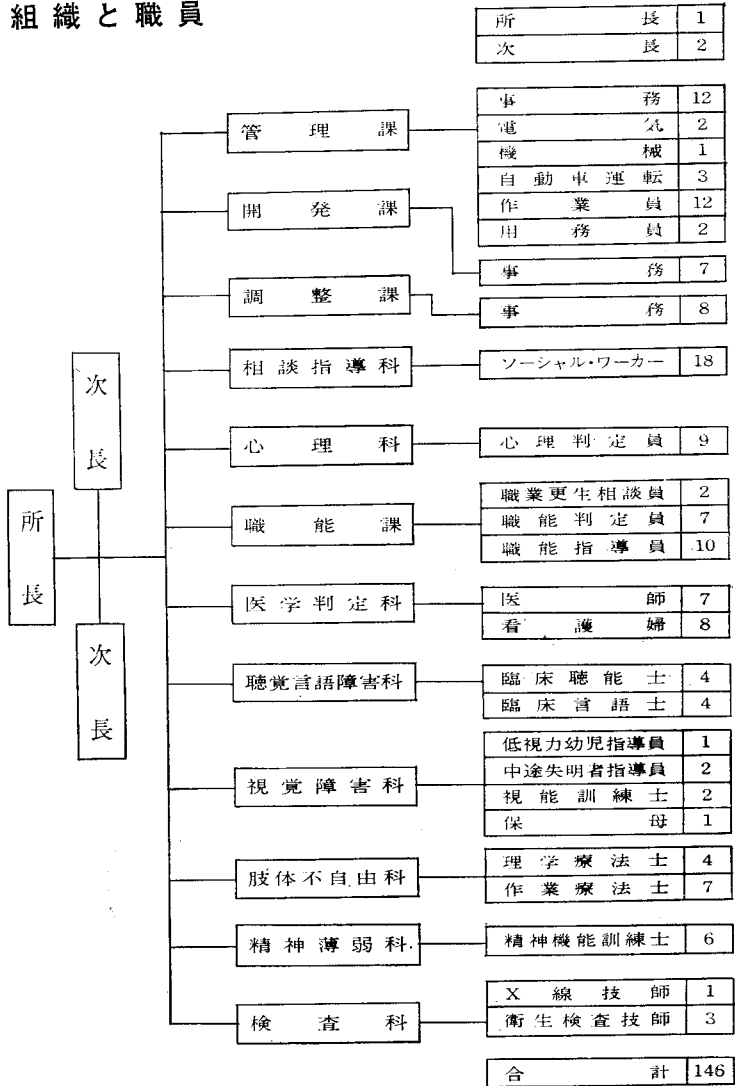 組織と職員
所長 1
次長 2
管理課
事務 12
電気 2
機械 1
自動車運転 3
作業員 12
用務員 2
開発課
事務 7
調整課
事務 8
相談指導科
ソーシャル・ワーカー 18
心理科
心理判定員 9
次長
所長
次長
職能課
職業更生相談員 2
職能判定員 7
職能指導員 10
医学判定科
医師 7
看護婦 8
聴覚言語障害科
臨床聴能士 4
臨床言語士 4
視覚障害科
低視力幼児指導員 1
中途失明者指導員 2
視能訓練士 2
保母 1
肢体不自由科
理学療法士 4
作業療法士 7
精神薄弱科
精神機能訓練士 6
検査科
X線技師 1
衛生検査技師 3
合計 146